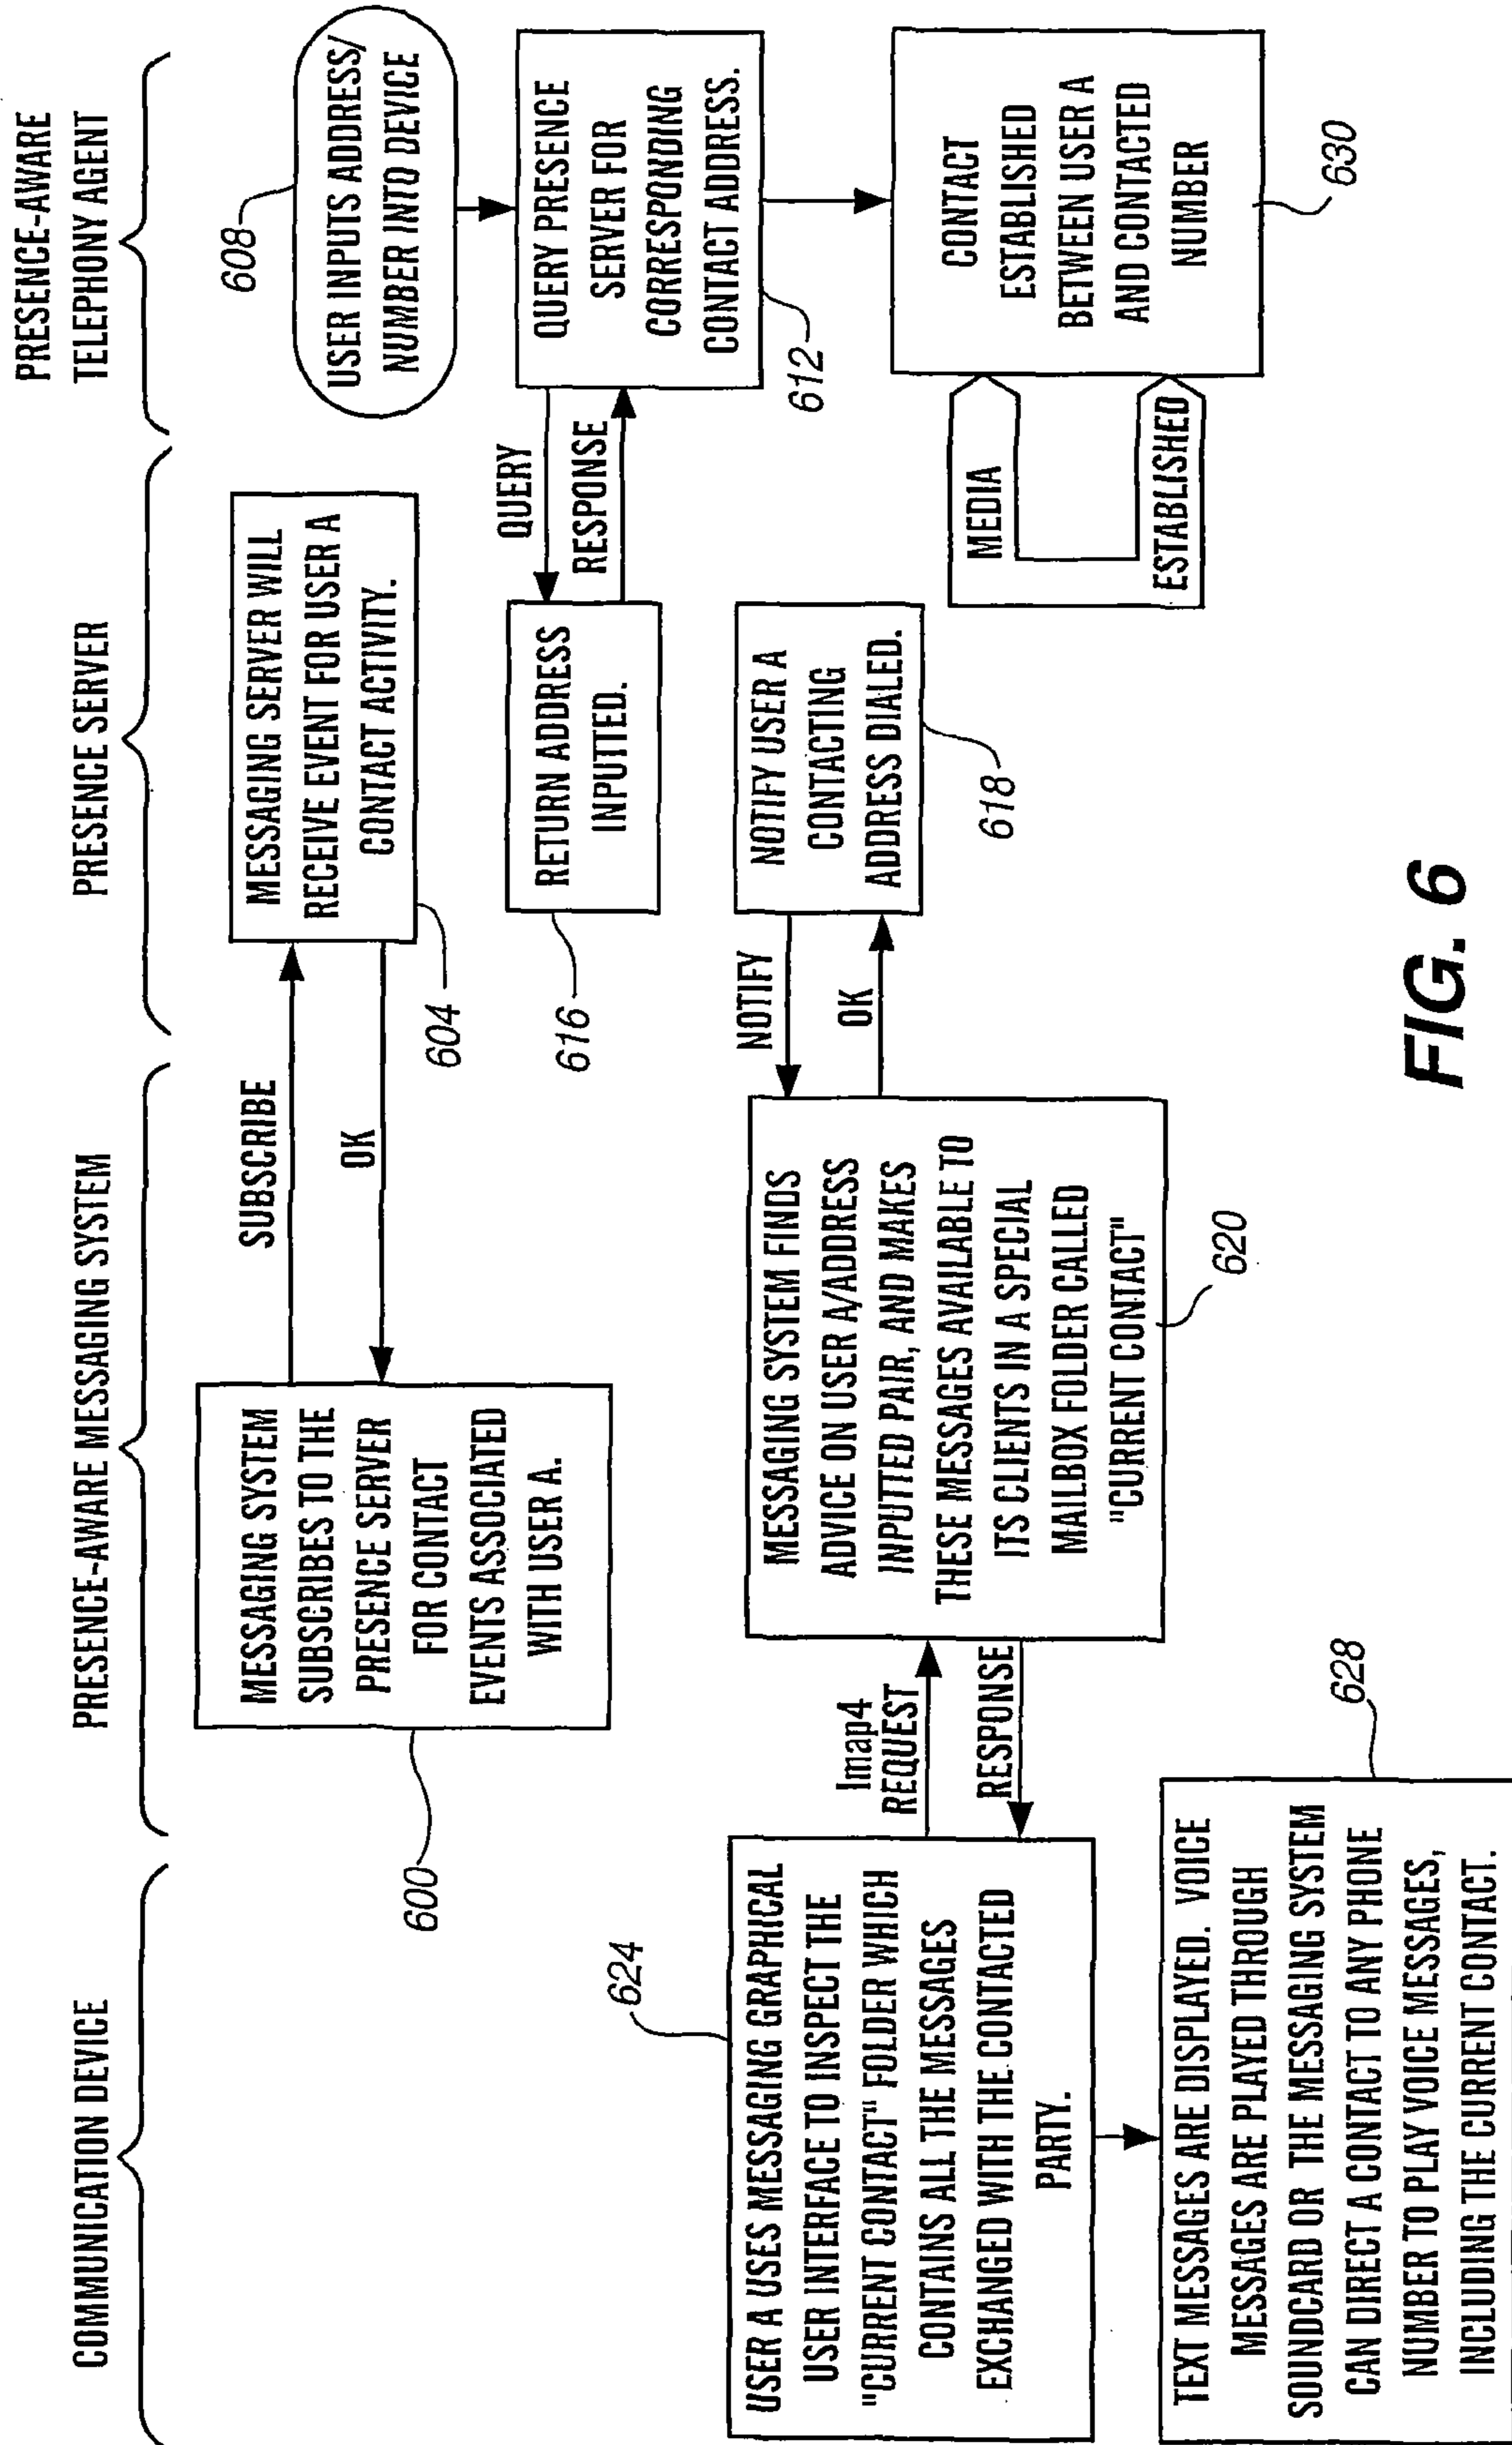 COMMUNICATION DEVICE
PRESENCE-AWARE MESSAGING SYSTEM
PRESENCE SERVER
PRESENCE-AWARE
TELEPHONY AGENT
MESSAGING SYSTEM
SUBSCRIBES TO THE
PRESENCE SERVER
FOR CONTACT
EVENTS ASSOCIATED
WITH USER A.
600
SUBSCRIBE
OK
MESSAGING SERVER WILL
RECEIVE EVENT FOR USER A
CONTACT ACTIVITY.
604
608
USER INPUTS ADDRESS/
NUMBER INTO DEVICE
QUERY PRESENCE
SERVER FOR
CORRESPONDING
CONTACT ADDRESS.
612
QUERY
RESPONSE
RETURN ADDRESS
INPUTTED.
616
NOTIFY USER A
CONTACTING
ADDRESS DIALED.
618
NOTIFY
OK
MESSAGING SYSTEM FINDS
ADVICE ON USER A/ADDRESS
INPUTTED PAIR, AND MAKES
THESE MESSAGES AVAILABLE TO
ITS CLIENTS IN A SPECIAL
MAILBOX FOLDER CALLED
"CURRENT CONTACT"
620
Imap4
REQUEST
RESPONSE
624
USER A USES MESSAGING GRAPHICAL
USER INTERFACE TO INSPECT THE
"CURRENT CONTACT" FOLDER WHICH
CONTAINS ALL THE MESSAGES
EXCHANGED WITH THE CONTACTED
PARTY.
628
TEXT MESSAGES ARE DISPLAYED. VOICE
MESSAGES ARE PLAYED THROUGH
SOUNDCARD OR THE MESSAGING SYSTEM
CAN DIRECT A CONTACT TO ANY PHONE
NUMBER TO PLAY VOICE MESSAGES,
INCLUDING THE CURRENT CONTACT.
MEDIA
ESTABLISHED
CONTACT
ESTABLISHED
BETWEEN USER A
AND CONTACTED
NUMBER
630
FIG. 6